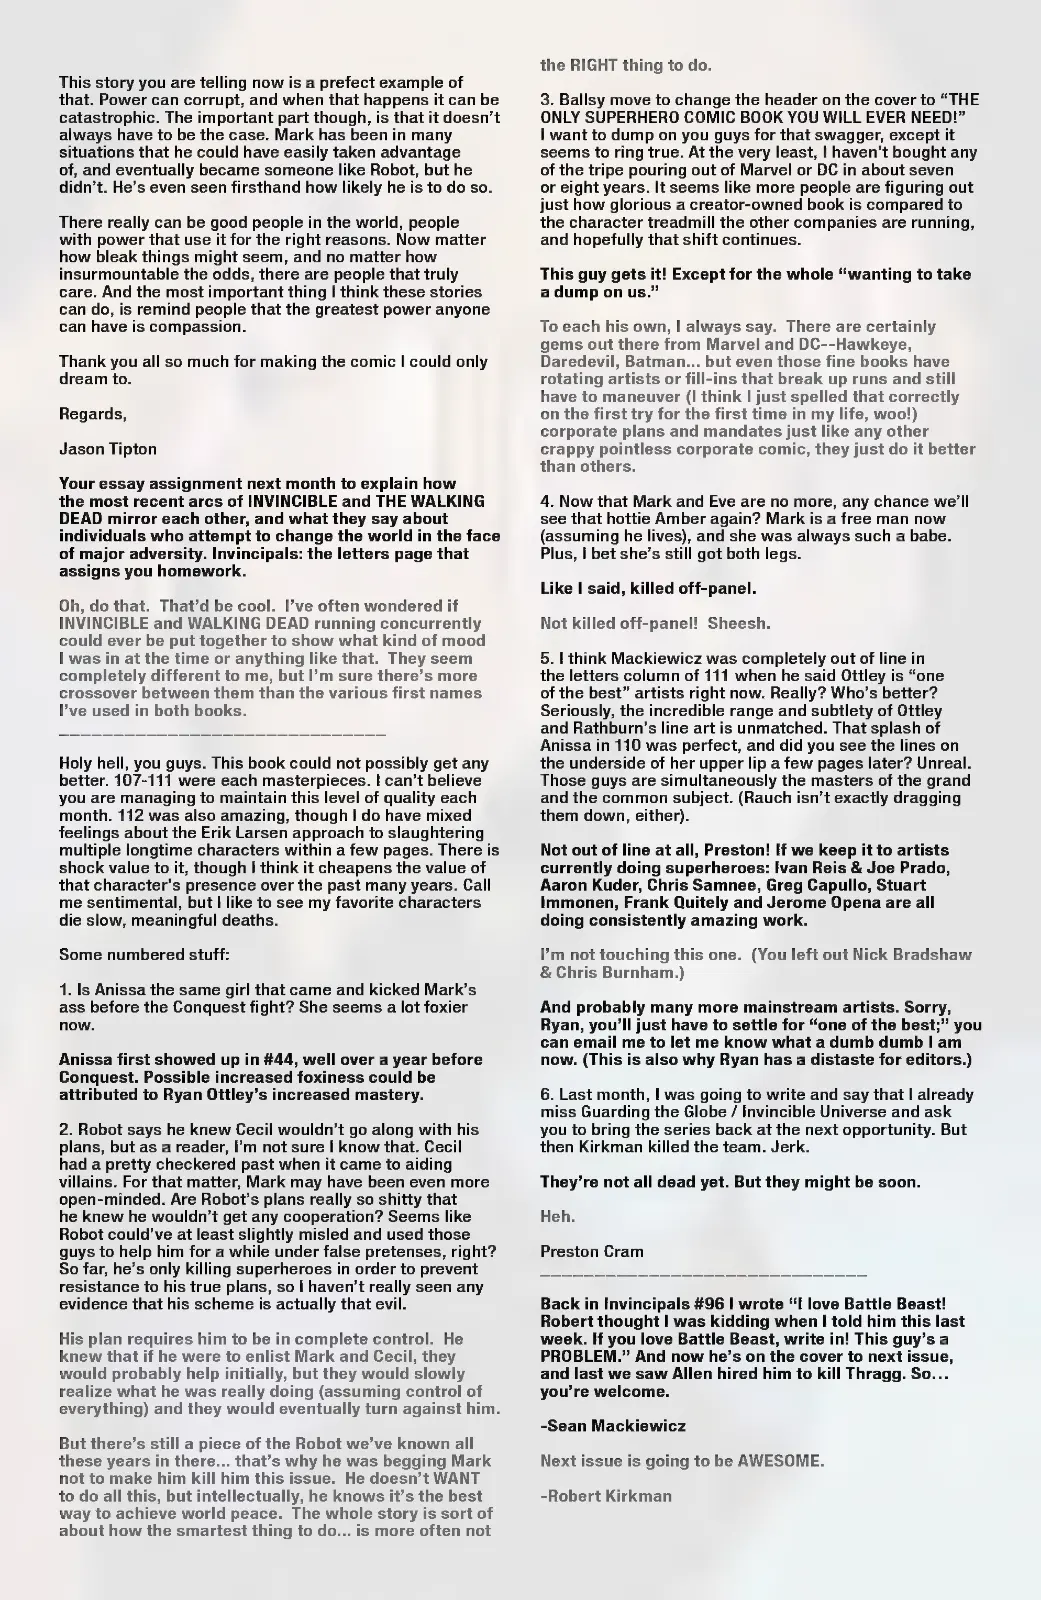 This story you are telling now is a prefect example of
that. Power can corrupt, and when that happens it can be
catastrophic. The important part though, is that it doesn't
always have to be the case. Mark has been in many
situations that he could have easily taken advantage
of, and eventually became someone like Robot, but he
didn't. He's even seen firsthand how likely he is to do so.
There really can be good people in the world, people
with power that use it for the right reasons. Now matter
how bleak things might seem, and no matter how
insurmountable the odds, there are people that truly
care. And the most important thing I think these stories
can do, is remind people that the greatest power anyone
can have is compassion.
Thank you all so much for making the comic I could only
dream to.
Regards,
Jason Tipton
Your essay assignment next month to explain how
the most recent arcs of INVINCIBLE and THE WALKING
DEAD mirror each other, and what they say about
individuals who attempt to change the world in the face
of major adversity. Invincipals: the letters page that
assigns you homework.
Oh, do that.  That'd be cool.  I've often wondered if
INVINCIBLE and WALKING DEAD running concurrently
could ever be put together to show what kind of mood
I was in at the time or anything like that.  They seem
completely different to me, but I'm sure there's more
crossover between them than the various first names
I've used in both books.
______________________________
Holy hell, you guys. This book could not possibly get any
better. 107-111 were each masterpieces. I can't believe
you are managing to maintain this level of quality each
month. 112 was also amazing, though I do have mixed
feelings about the Erik Larsen approach to slaughtering
multiple longtime characters within a few pages. There is
shock value to it, though I think it cheapens the value of
that character's presence over the past many years. Call
me sentimental, but I like to see my favorite characters
die slow, meaningful deaths.
Some numbered stuff:
1. Is Anissa the same girl that came and kicked Mark's
ass before the Conquest fight? She seems a lot foxier
now.
Anissa first showed up in #44, well over a year before
Conquest. Possible increased foxiness could be
attributed to Ryan Ottley's increased mastery.
2. Robot says he knew Cecil wouldn't go along with his
plans, but as a reader, I'm not sure I know that. Cecil
had a pretty checkered past when it came to aiding
villains. For that matter, Mark may have been even more
open-minded. Are Robot's plans really so shitty that
he knew he wouldn't get any cooperation? Seems like
Robot could've at least slightly misled and used those
guys to help him for a while under false pretenses, right?
So far, he's only killing superheroes in order to prevent
resistance to his true plans, so I haven't really seen any
evidence that his scheme is actually that evil.
His plan requires him to be in complete control.  He
knew that if he were to enlist Mark and Cecil, they
would probably help initially, but they would slowly
realize what he was really doing (assuming control of
everything) and they would eventually turn against him.
But there's still a piece of the Robot we've known all
these years in there... that's why he was begging Mark
not to make him kill him this issue.  He doesn't WANT
to do all this, but intellectually, he knows it's the best
way to achieve world peace.  The whole story is sort of
about how the smartest thing to do... is more often not
the RIGHT thing to do.
3. Ballsy move to change the header on the cover to "THE
ONLY SUPERHERO COMIC BOOK YOU WILL EVER NEED!"
I want to dump on you guys for that swagger, except it
seems to ring true. At the very least, I haven't bought any
of the tripe pouring out of Marvel or DC in about seven
or eight years. It seems like more people are figuring out
just how glorious a creator-owned book is compared to
the character treadmill the other companies are running,
and hopefully that shift continues.
This guy gets it! Except for the whole "wanting to take
a dump on us."
To each his own, I always say.  There are certainly
gems out there from Marvel and DC--Hawkeye,
Daredevil, Batman... but even those fine books have
rotating artists or fill-ins that break up runs and still
have to maneuver (I think I just spelled that correctly
on the first try for the first time in my life, woo!)
corporate plans and mandates just like any other
crappy pointless corporate comic, they just do it better
than others.
4. Now that Mark and Eve are no more, any chance we'll
see that hottie Amber again? Mark is a free man now
(assuming he lives), and she was always such a babe.
Plus, I bet she's still got both legs.
Like I said, killed off-panel.
Not killed off-panel!  Sheesh.
5. I think Mackiewicz was completely out of line in
the letters column of 111 when he said Ottley is "one
of the best" artists right now. Really? Who's better?
Seriously, the incredible range and subtlety of Ottley
and Rathburn's line art is unmatched. That splash of
Anissa in 110 was perfect, and did you see the lines on
the underside of her upper lip a few pages later? Unreal.
Those guys are simultaneously the masters of the grand
and the common subject. (Rauch isn't exactly dragging
them down, either).
Not out of line at all, Preston! If we keep it to artists
currently doing superheroes: Ivan Reis & Joe Prado,
Aaron Kuder, Chris Samnee, Greg Capullo, Stuart
Immonen, Frank Quitely and Jerome Opena are all
doing consistently amazing work.
I'm not touching this one.  (You left out Nick Bradshaw
& Chris Burnham.)
And probably many more mainstream artists. Sorry,
Ryan, you'll just have to settle for "one of the best;" you
can email me to let me know what a dumb dumb I am
now. (This is also why Ryan has a distaste for editors.)
6. Last month, I was going to write and say that I already
miss Guarding the Globe / Invincible Universe and ask
you to bring the series back at the next opportunity. But
then Kirkman killed the team. Jerk.
They're not all dead yet. But they might be soon.
Heh.
Preston Cram
______________________________
Back in Invincipals #96 I wrote "I love Battle Beast!
Robert thought I was kidding when I told him this last
week. If you love Battle Beast, write in! This guy's a
PROBLEM." And now he's on the cover to next issue,
and last we saw Allen hired him to kill Thragg. So...
you're welcome.
-Sean Mackiewicz
Next issue is going to be AWESOME.
-Robert Kirkman